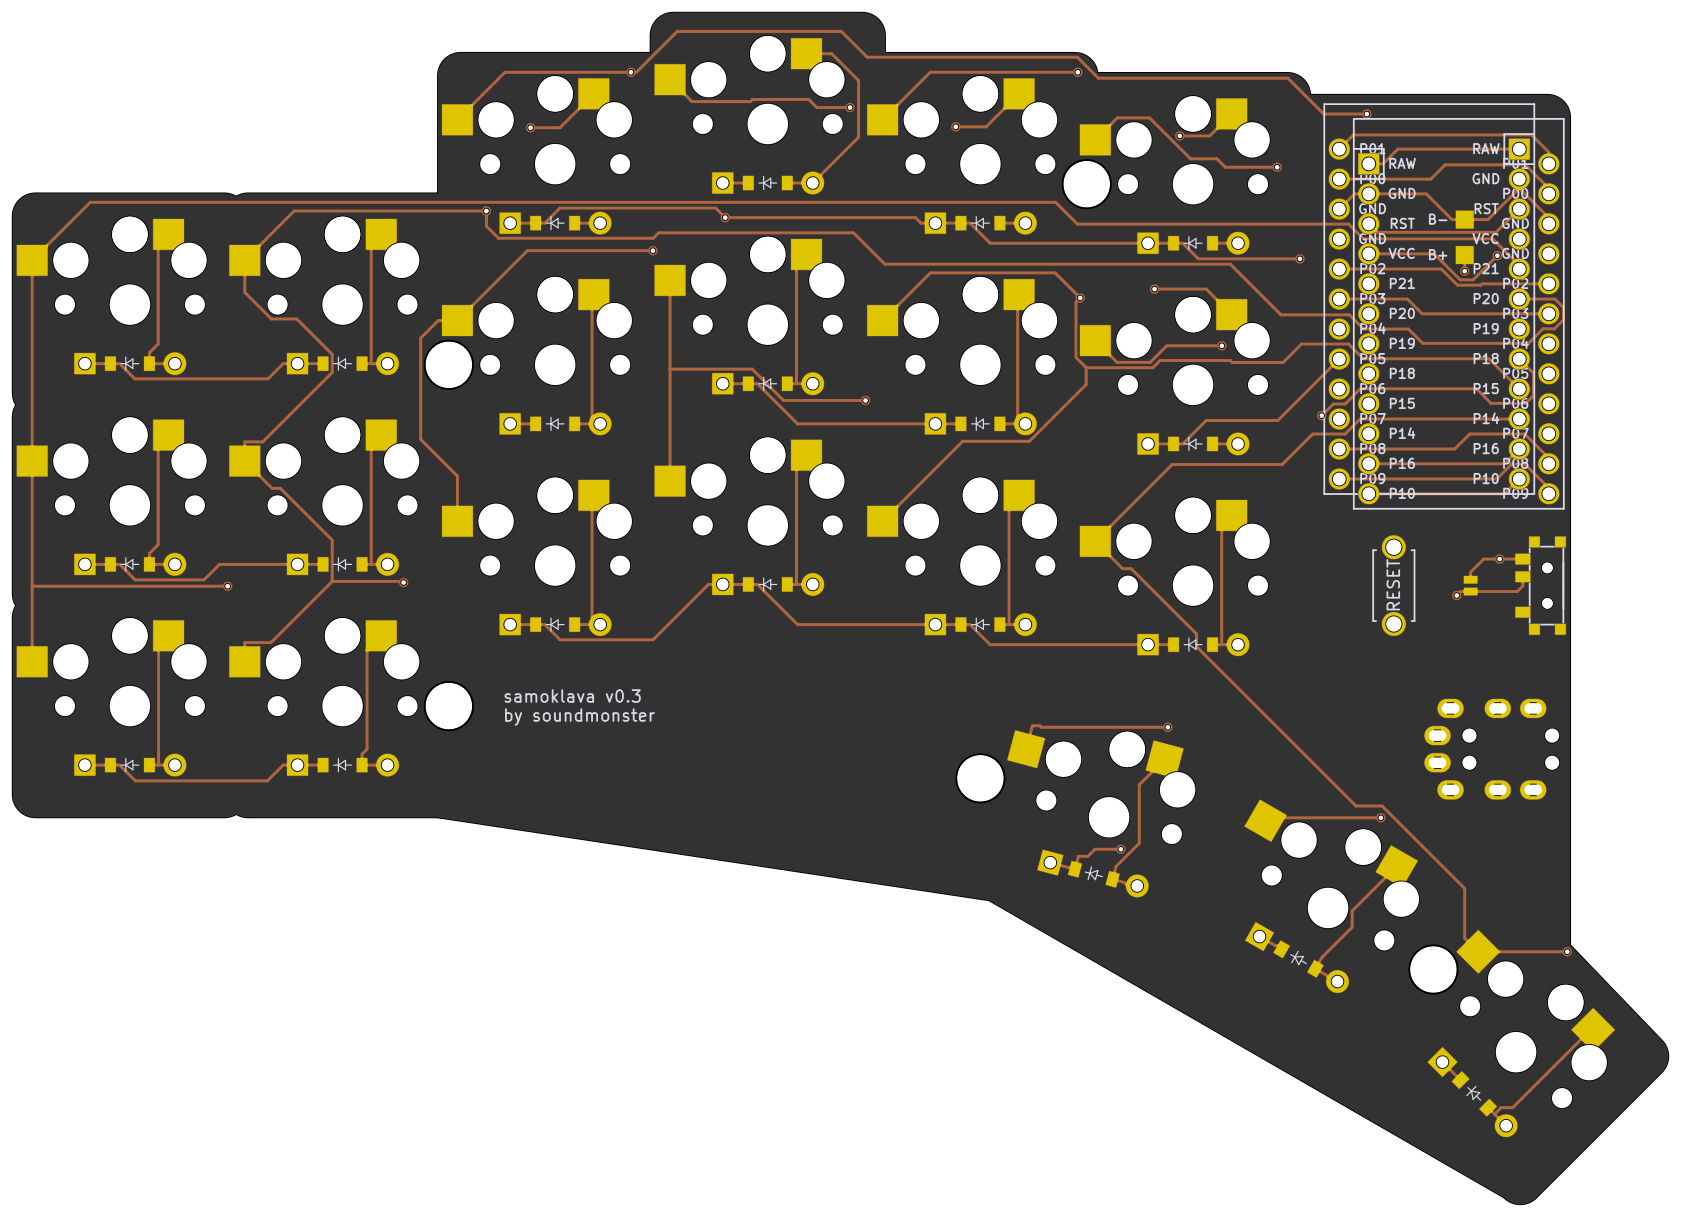 P01 RAW
RAW P01
P00 GND
GND P00
GND RST
RST GND
GND VCC
VCC GND
P02 P21
P21 P02
P03 P20
P20 P03
P04 P19
P19 P04
P05 P18
P18 P05
P06 P15
P15 P06
P07 P14
P14 P07
P08 P16
P16 P08
P09 P10
P10 P09
B-
B+
RESET
samoklava v0.3
by soundmonster